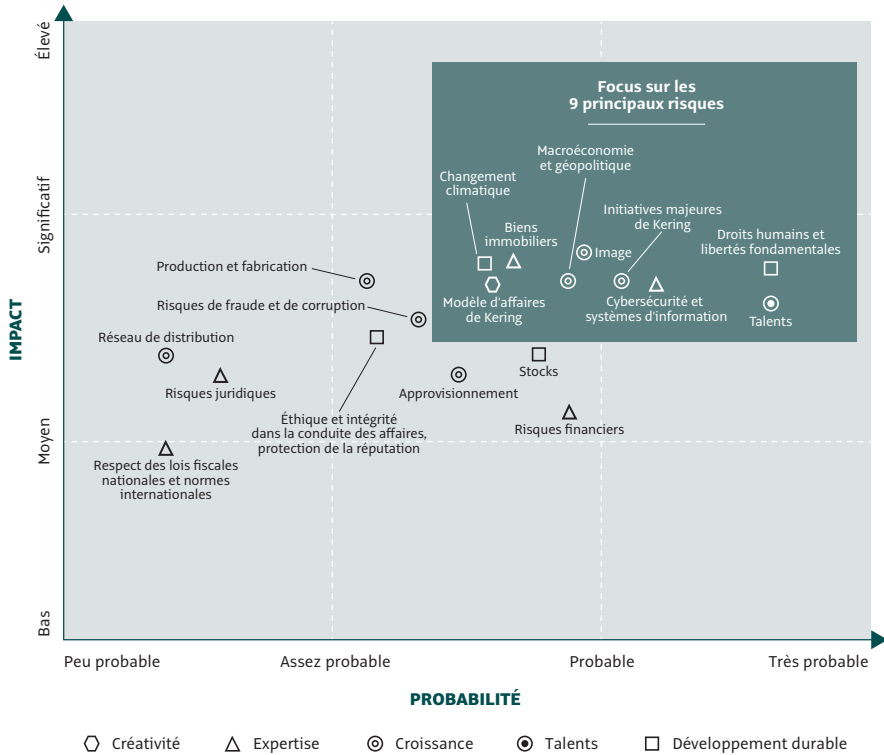 Élevé
Significatif
Moyen
Bas
IMPACT
Focus sur les
9 principaux risques
Macroéconomie
et géopolitique
Changement
climatique
Biens
immobiliers
Image
Initiatives majeures
de Kering
Droits humains et
libertés fondamentales
Modèle d'affaires
de Kering
Cybersécurité et
systèmes d'information
Talents
Production et fabrication
Risques de fraude et de corruption
Réseau de distribution
Risques juridiques
Éthique et intégrité
dans la conduite des affaires,
protection de la réputation
Approvisionnement
Stocks
Risques financiers
Respect des lois fiscales
nationales et normes
internationales
Peu probable
Assez probable
Probable
Très probable
PROBABILITÉ
Créativité
Expertise
Croissance
Talents
Développement durable